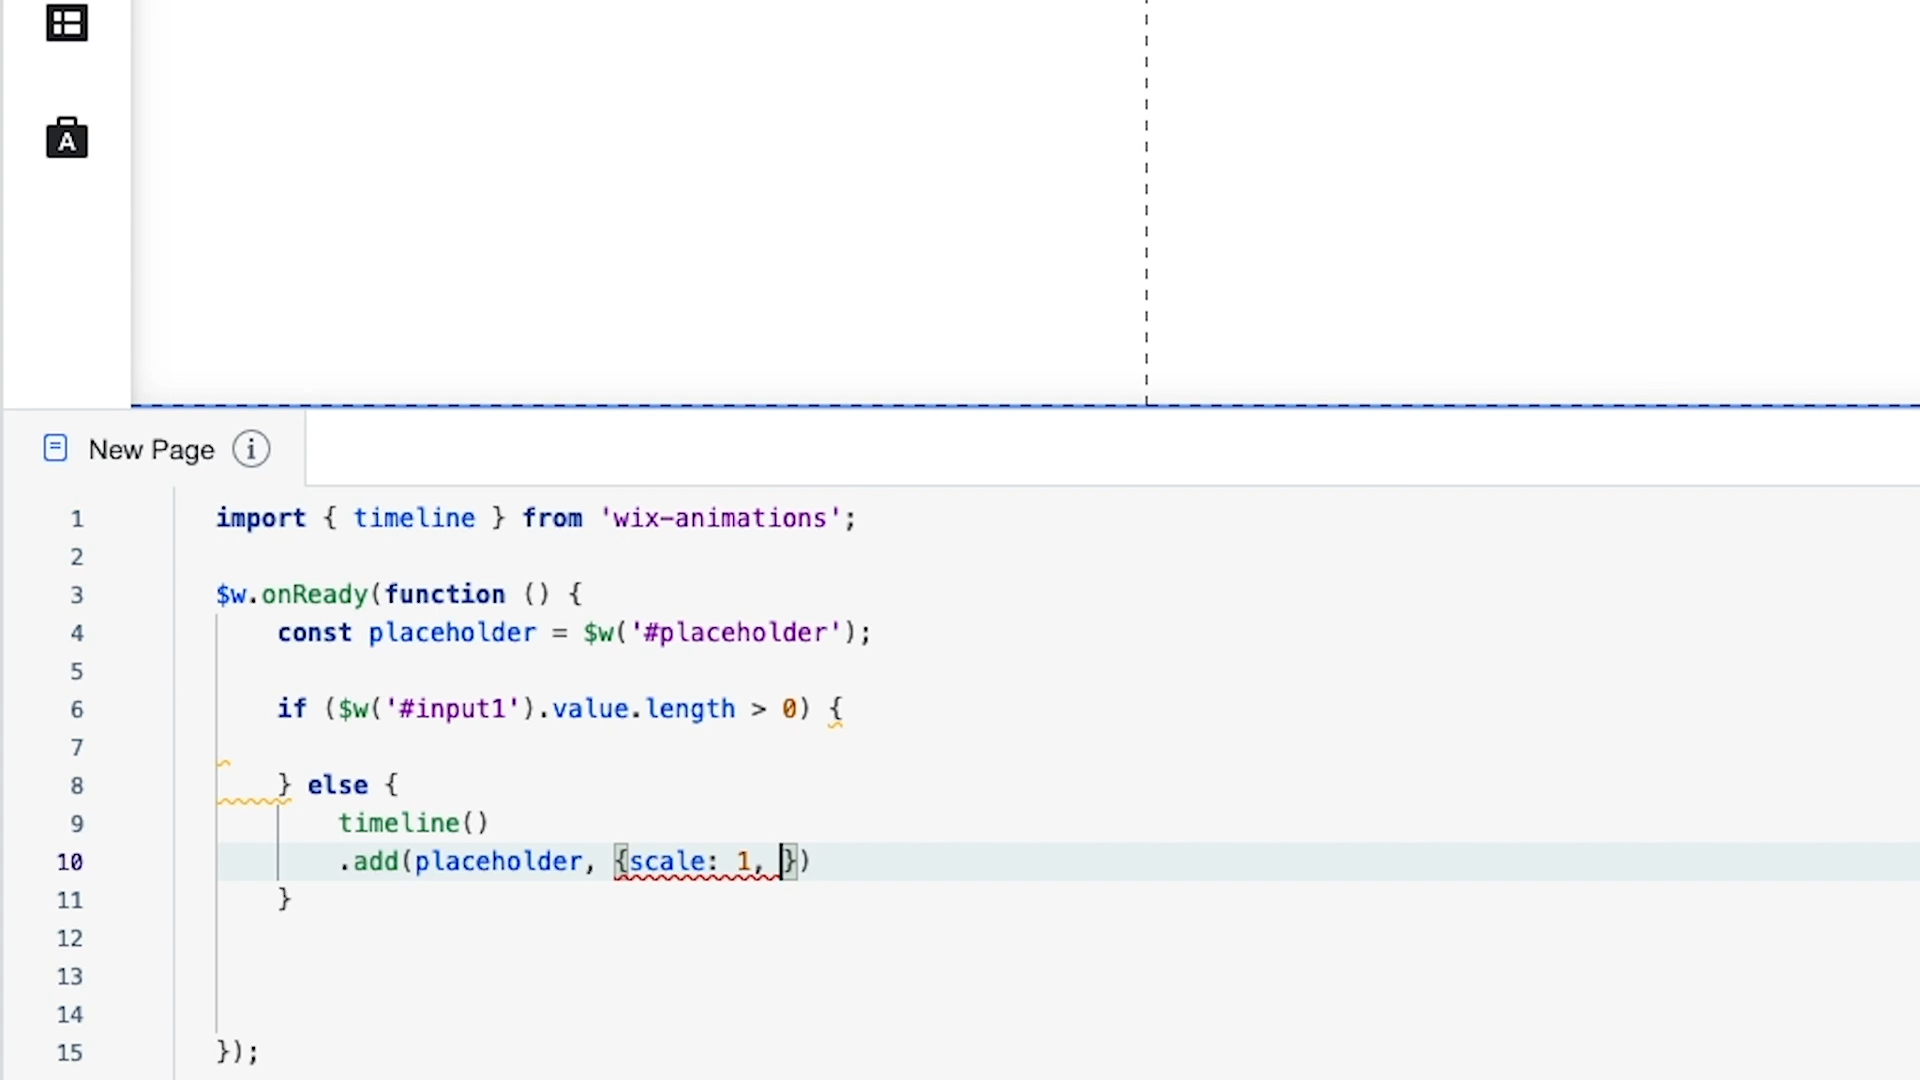 A
New Page i
1 import { timeline } from 'wix-animations';
2
3 $w.onReady(function () {
4 const placeholder = $w('#placeholder');
5
6 if ($w('#input1').value.length > 0) {
7
8 } else {
9 timeline()
10 .add(placeholder, {scale: 1, })
11 }
12
13
14
15 });